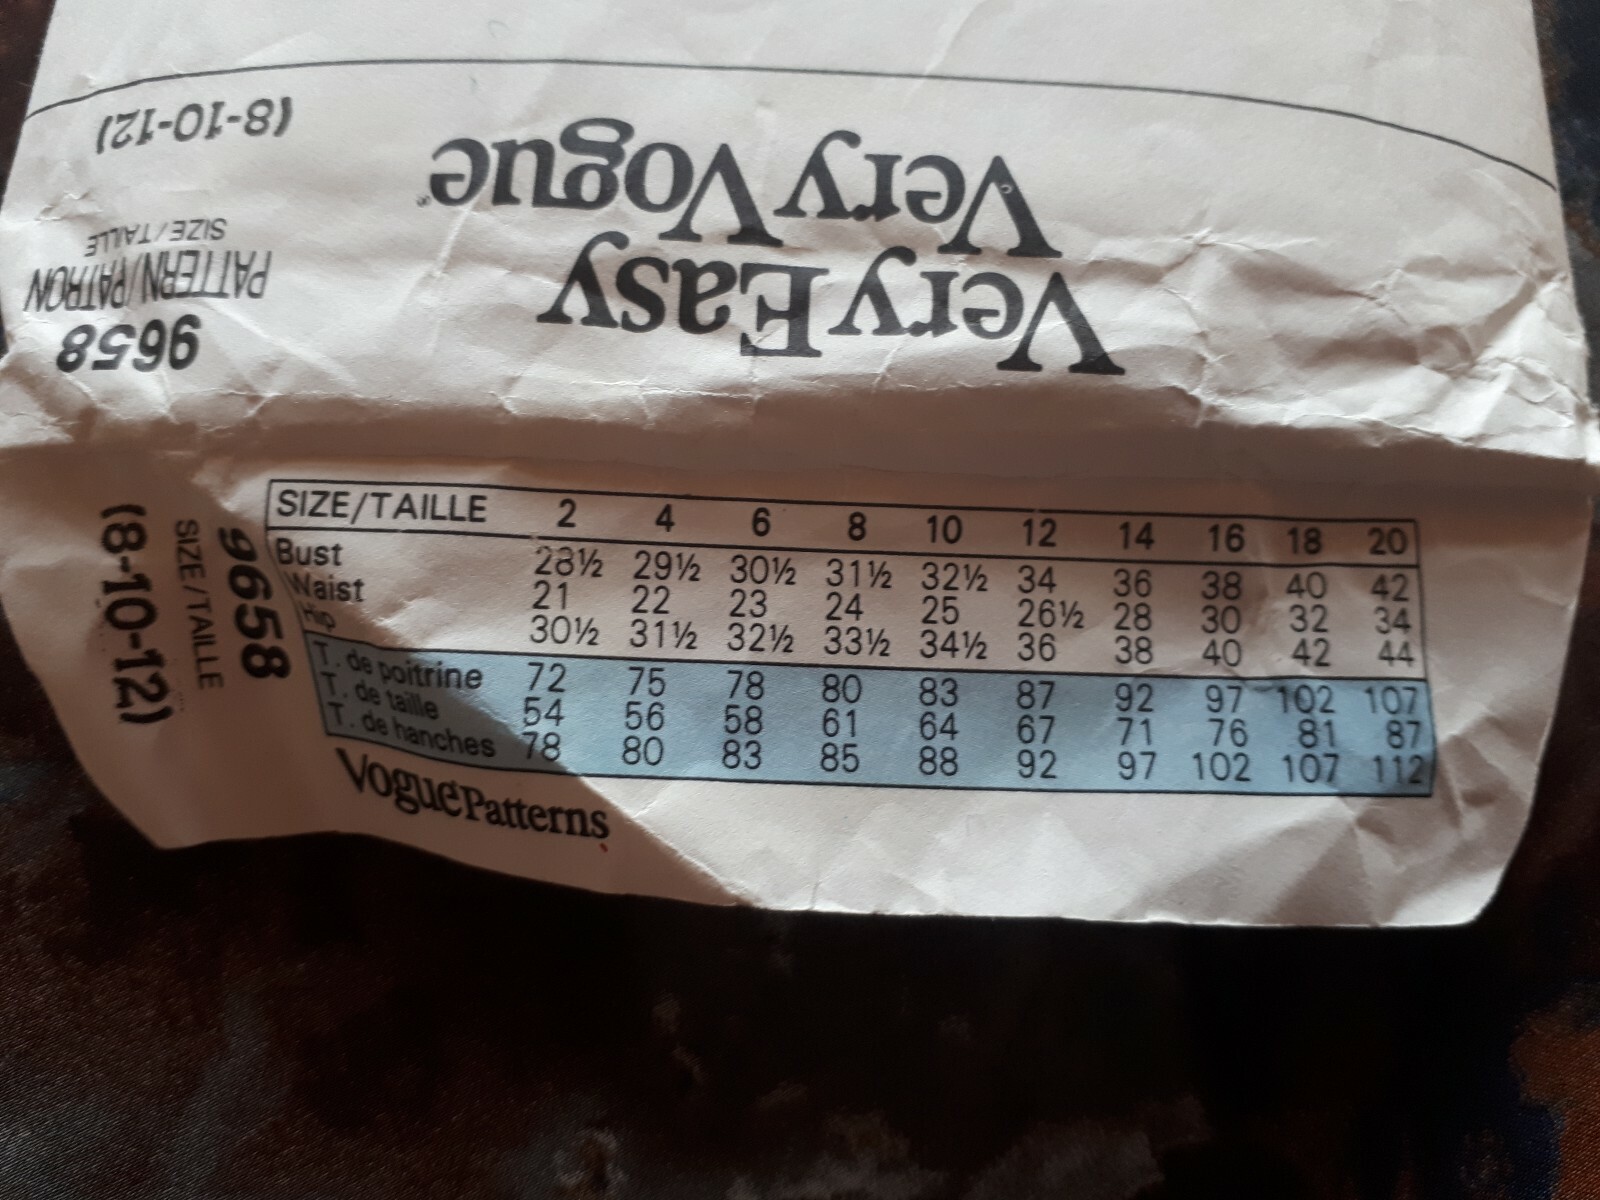 (8-10-12)
Very Easy
Very Vogue®
9658
PATTERN/PATRON
SIZE/TAILLE
(8-10-12)
9658
SIZE/TAILLE
SIZE/TAILLE 2 4 6 8 10 12 14 16 18 20
Bust 28½ 29½ 30½ 31½ 32½ 34 36 38 40 42
Waist 21 22 23 24 25 26½ 28 30 32 34
Hip 30½ 31½ 32½ 33½ 34½ 36 38 40 42 44
T. de poitrine 72 75 78 80 83 87 92 97 102 107
T. de taille 54 56 58 61 64 67 71 76 81 87
T. de hanches 78 80 83 85 88 92 97 102 107 112
Vogue Patterns